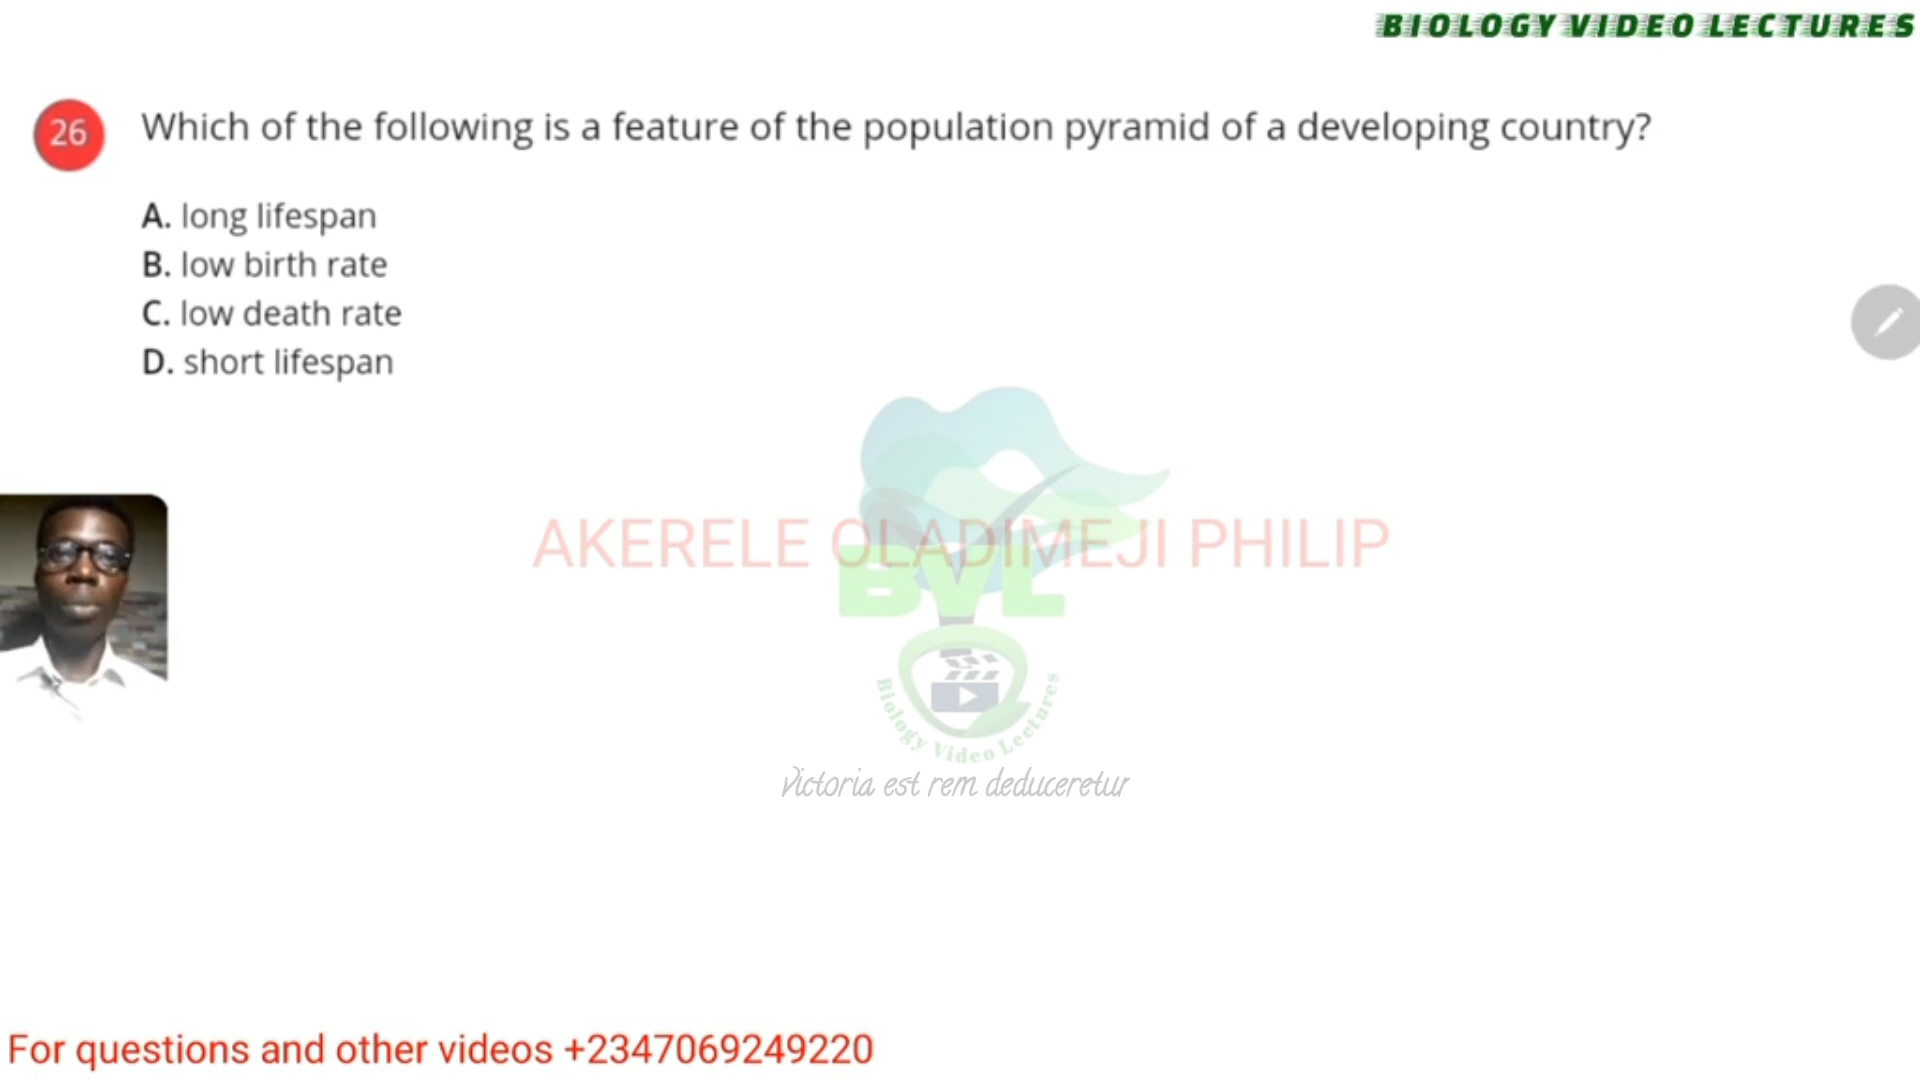 BIOLOGY VIDEO LECTURES
26 Which of the following is a feature of the population pyramid of a developing country?
A. long lifespan
B. low birth rate
C. low death rate
D. short lifespan
AKERELE OLADIMEJI PHILIP
BVL
Biology Video Lectures
Victoria est rem deduceretur
For questions and other videos +2347069249220